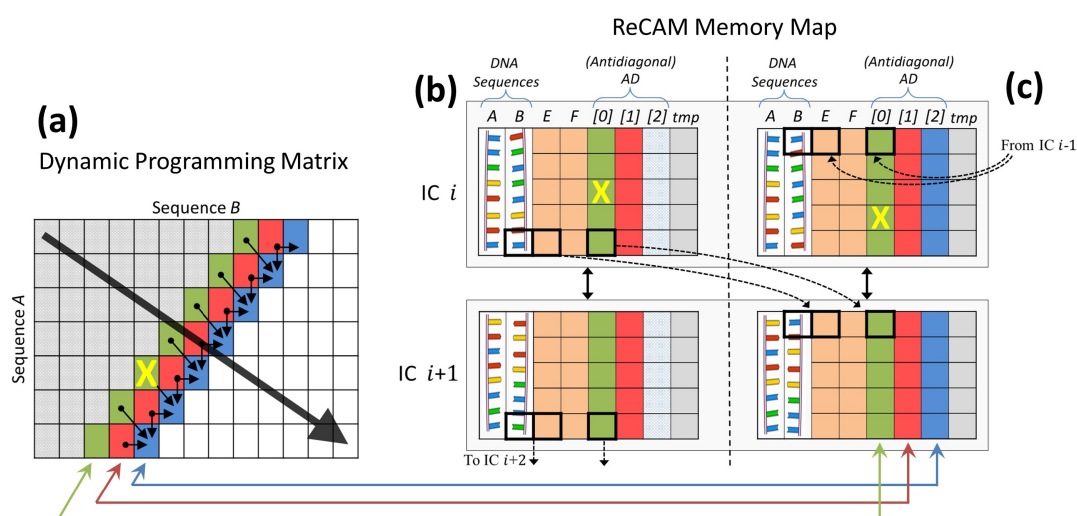 ReCAM Memory Map
(a)
Dynamic Programming Matrix
Sequence B
Sequence A
X
(b)
DNA Sequences
(Antidiagonal) AD
A B E F [0] [1] [2] tmp
IC i
X
IC i+1
To IC i+2
(c)
DNA Sequences
(Antidiagonal) AD
A B E F [0] [1] [2] tmp
From IC i-1
X